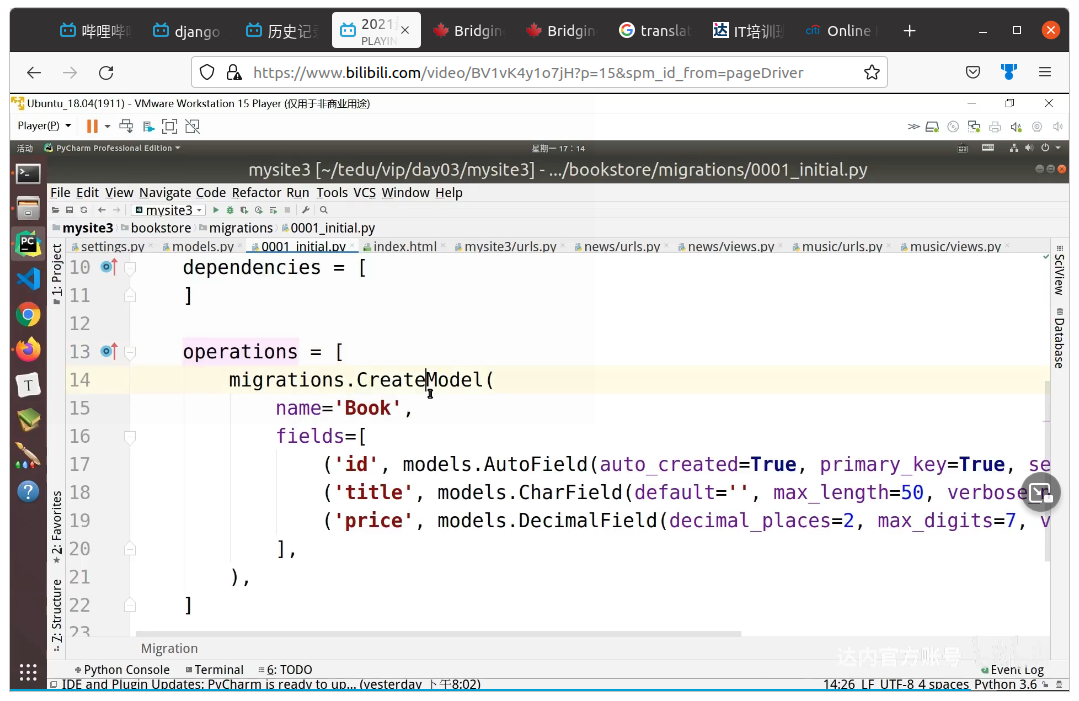 哔哩哔哩
django
历史记录
2021
PLAYIN
Bridgin
Bridgin
translat
达 IT培训班
citi Online
https://www.bilibili.com/video/BV1vK4y1o7jH?p=15&spm_id_from=pageDriver
Ubuntu_18.04(1911) - VMware Workstation 15 Player (仅用于非商业用途)
Player(P)
活动 PyCharm Professional Edition 星期一 17：14
mysite3 [~/tedu/vip/day03/mysite3] - .../bookstore/migrations/0001_initial.py
File Edit View Navigate Code Refactor Run Tools VCS Window Help
mysite3
mysite3 bookstore migrations 0001_initial.py
settings.py models.py 0001_initial.py index.html mysite3/urls.py news/urls.py news/views.py music/urls.py music/views.py
1: Project
SciView
Database
10 dependencies = [
11 ]
12
13 operations = [
14 migrations.CreateModel(
15 name='Book',
16 fields=[
17 ('id', models.AutoField(auto_created=True, primary_key=True, se
18 ('title', models.CharField(default='', max_length=50, verbose_n
19 ('price', models.DecimalField(decimal_places=2, max_digits=7, v
20 ],
21 ),
22 ]
23
2: Favorites
7: Structure
Migration
达内官方账号
Python Console Terminal 6: TODO Event Log
IDE and Plugin Updates: PyCharm is ready to up... (yesterday 下午8:02) 14:26 LF UTF-8 4 spaces Python 3.6